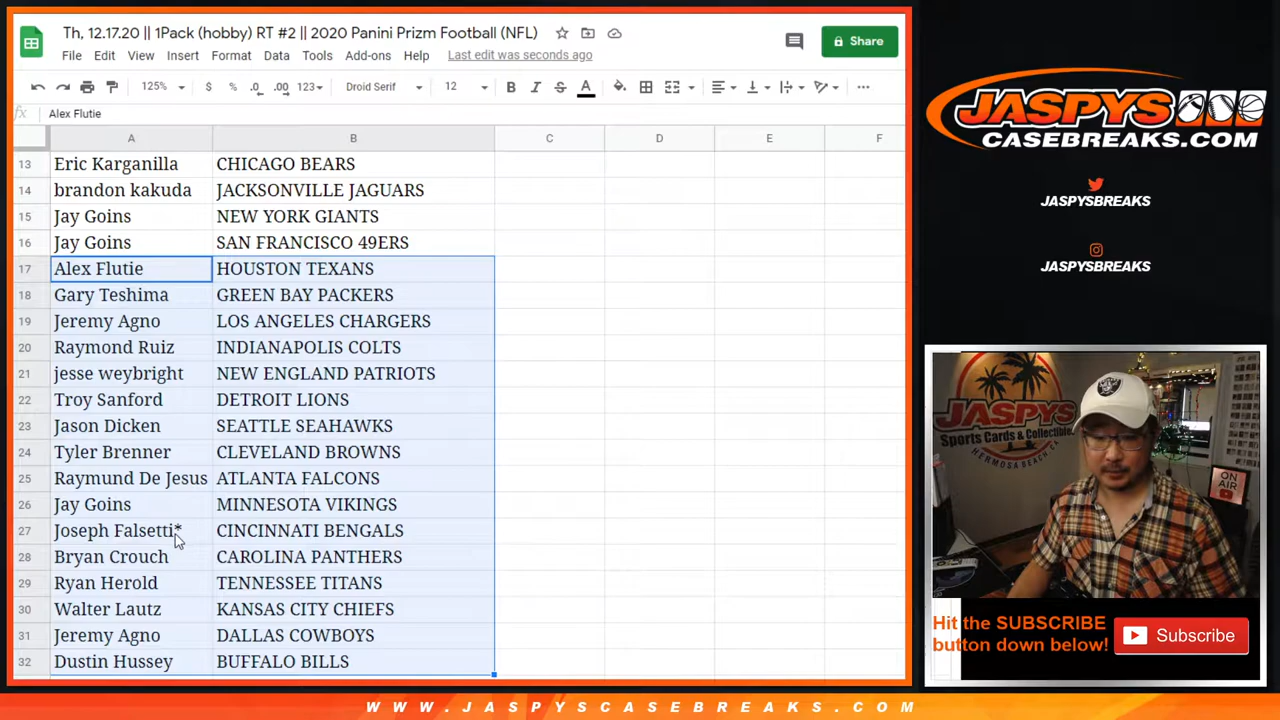 Th, 12.17.20 || 1Pack (hobby) RT #2 || 2020 Panini Prizm Football (NFL)
File Edit View Insert Format Data Tools Add-ons Help Last edit was seconds ago
Share
125% $ % .0 .00 123 Droid Serif 12 B I S A
fx Alex Flutie
A B C D E F
13 Eric Karganilla CHICAGO BEARS
14 brandon kakuda JACKSONVILLE JAGUARS
15 Jay Goins NEW YORK GIANTS
16 Jay Goins SAN FRANCISCO 49ERS
17 Alex Flutie HOUSTON TEXANS
18 Gary Teshima GREEN BAY PACKERS
19 Jeremy Agno LOS ANGELES CHARGERS
20 Raymond Ruiz INDIANAPOLIS COLTS
21 jesse weybright NEW ENGLAND PATRIOTS
22 Troy Sanford DETROIT LIONS
23 Jason Dicken SEATTLE SEAHAWKS
24 Tyler Brenner CLEVELAND BROWNS
25 Raymund De Jesus ATLANTA FALCONS
26 Jay Goins MINNESOTA VIKINGS
27 Joseph Falsetti* CINCINNATI BENGALS
28 Bryan Crouch CAROLINA PANTHERS
29 Ryan Herold TENNESSEE TITANS
30 Walter Lautz KANSAS CITY CHIEFS
31 Jeremy Agno DALLAS COWBOYS
32 Dustin Hussey BUFFALO BILLS
JASPYS
CASEBREAKS.COM
JASPYSBREAKS
JASPYSBREAKS
JASPYS
Sports Cards & Collectibles
HERMOSA BEACH
ON AIR
Hit the SUBSCRIBE
button down below!
Subscribe
WWW.JASPYSCASEBREAKS.COM